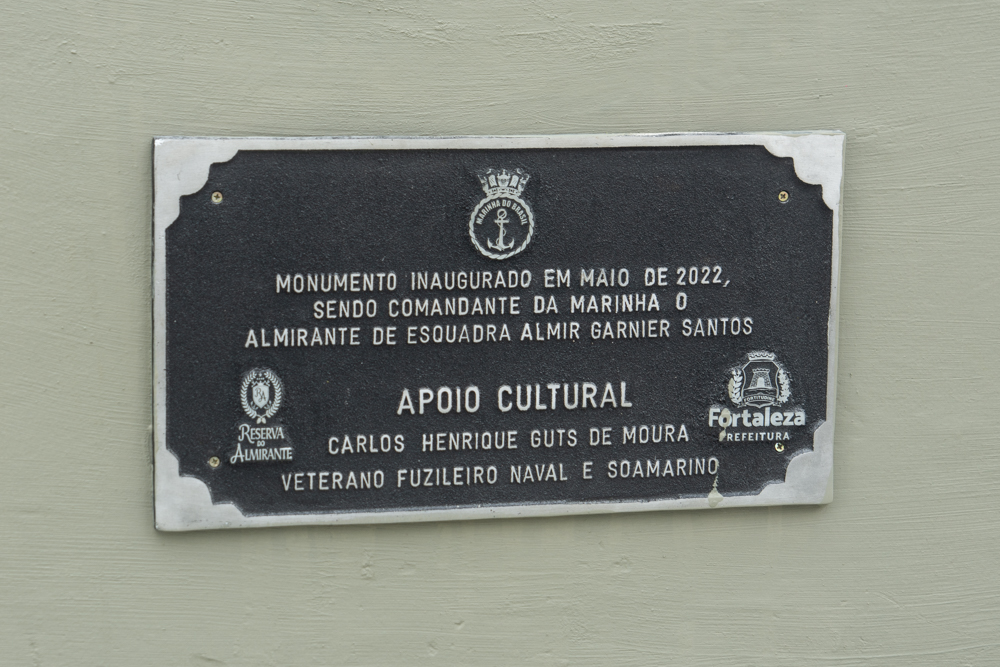 MARINHA DO BRASIL
MONUMENTO INAUGURADO EM MAIO DE 2022,
SENDO COMANDANTE DA MARINHA O
ALMIRANTE DE ESQUADRA ALMIR GARNIER SANTOS
APOIO CULTURAL
CARLOS HENRIQUE GUTS DE MOURA
VETERANO FUZILEIRO NAVAL E SOAMARINO
RESERVA
DO
ALMIRANTE
FORTITUDINE
Fortaleza
PREFEITURA